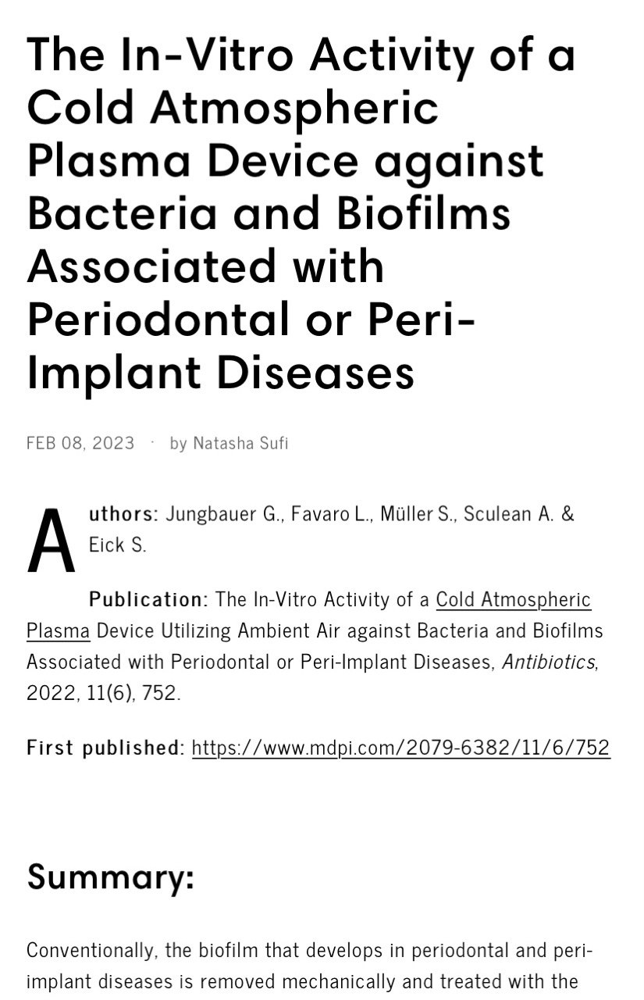 The In-Vitro Activity of a
Cold Atmospheric
Plasma Device against
Bacteria and Biofilms
Associated with
Periodontal or Peri-
Implant Diseases
FEB 08, 2023 · by Natasha Sufi
Authors: Jungbauer G., Favaro L., Müller S., Sculean A. &
Eick S.
Publication: The In-Vitro Activity of a Cold Atmospheric
Plasma Device Utilizing Ambient Air against Bacteria and Biofilms
Associated with Periodontal or Peri-Implant Diseases, Antibiotics,
2022, 11(6), 752.
First published: https://www.mdpi.com/2079-6382/11/6/752
Summary:
Conventionally, the biofilm that develops in periodontal and peri-
implant diseases is removed mechanically and treated with the